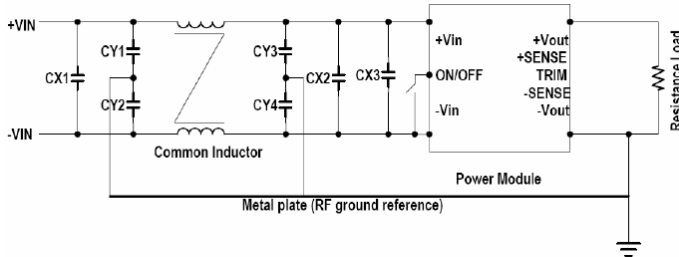 +VIN
CY1
CY3
CX1
CX2
CX3
CY2
CY4
-VIN
Common Inductor
+Vin
ON/OFF
-Vin
+Vout
+SENSE
TRIM
-SENSE
-Vout
Resistance Load
Power Module
Metal plate (RF ground reference)